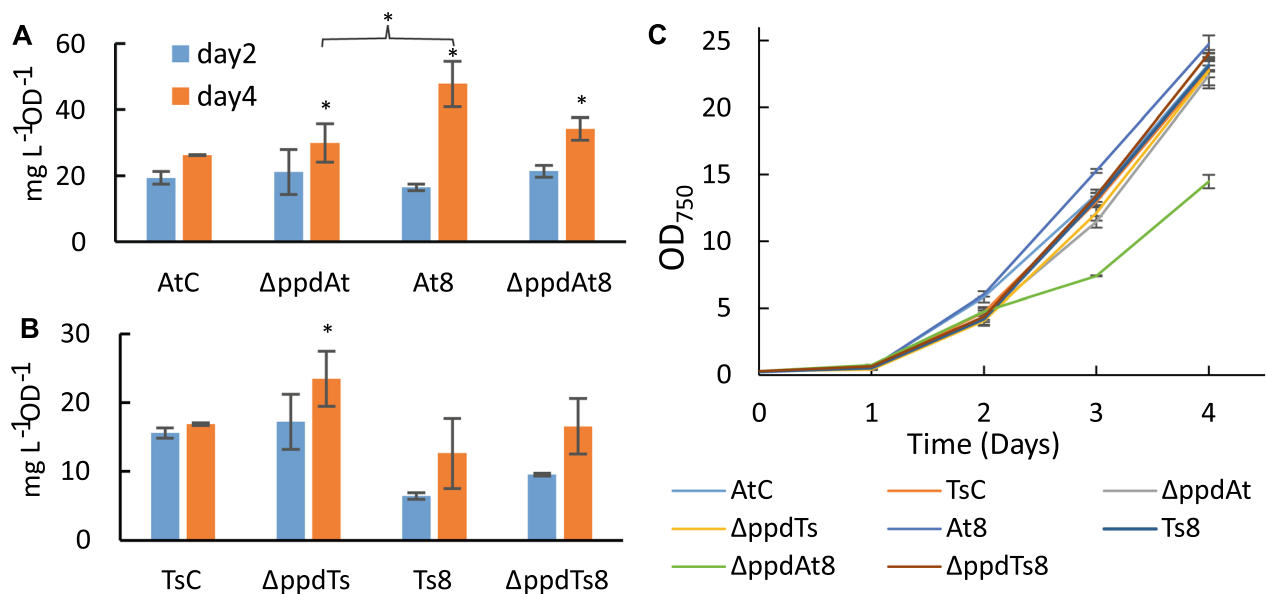 A
mg L⁻¹OD⁻¹
60
40
20
0
day2
day4
*
*
*
*
AtC ΔppdAt At8 ΔppdAt8
B
mg L⁻¹OD⁻¹
30
20
10
0
*
TsC ΔppdTs Ts8 ΔppdTs8
C
OD₇₅₀
25
20
15
10
5
0
0 1 2 3 4
Time (Days)
AtC TsC ΔppdAt
ΔppdTs At8 Ts8
ΔppdAt8 ΔppdTs8